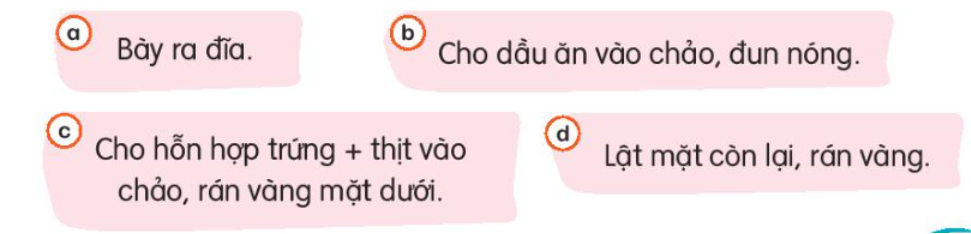 a
Bày ra đĩa.
b
Cho dầu ăn vào chảo, đun nóng.
c
Cho hỗn hợp trứng + thịt vào
chảo, rán vàng mặt dưới.
d
Lật mặt còn lại, rán vàng.